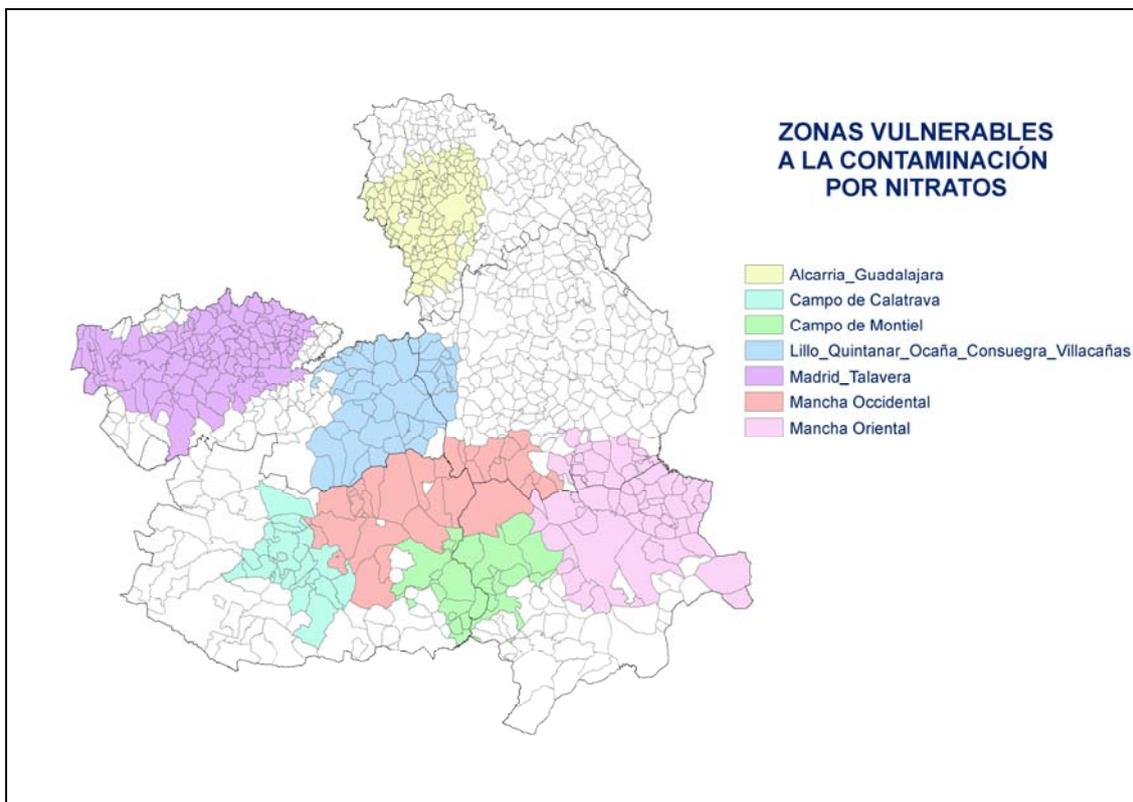 ZONAS VULNERABLES
A LA CONTAMINACIÓN
POR NITRATOS
Alcarria_Guadalajara
Campo de Calatrava
Campo de Montiel
Lillo_Quintanar_Ocaña_Consuegra_Villacañas
Madrid_Talavera
Mancha Occidental
Mancha Oriental